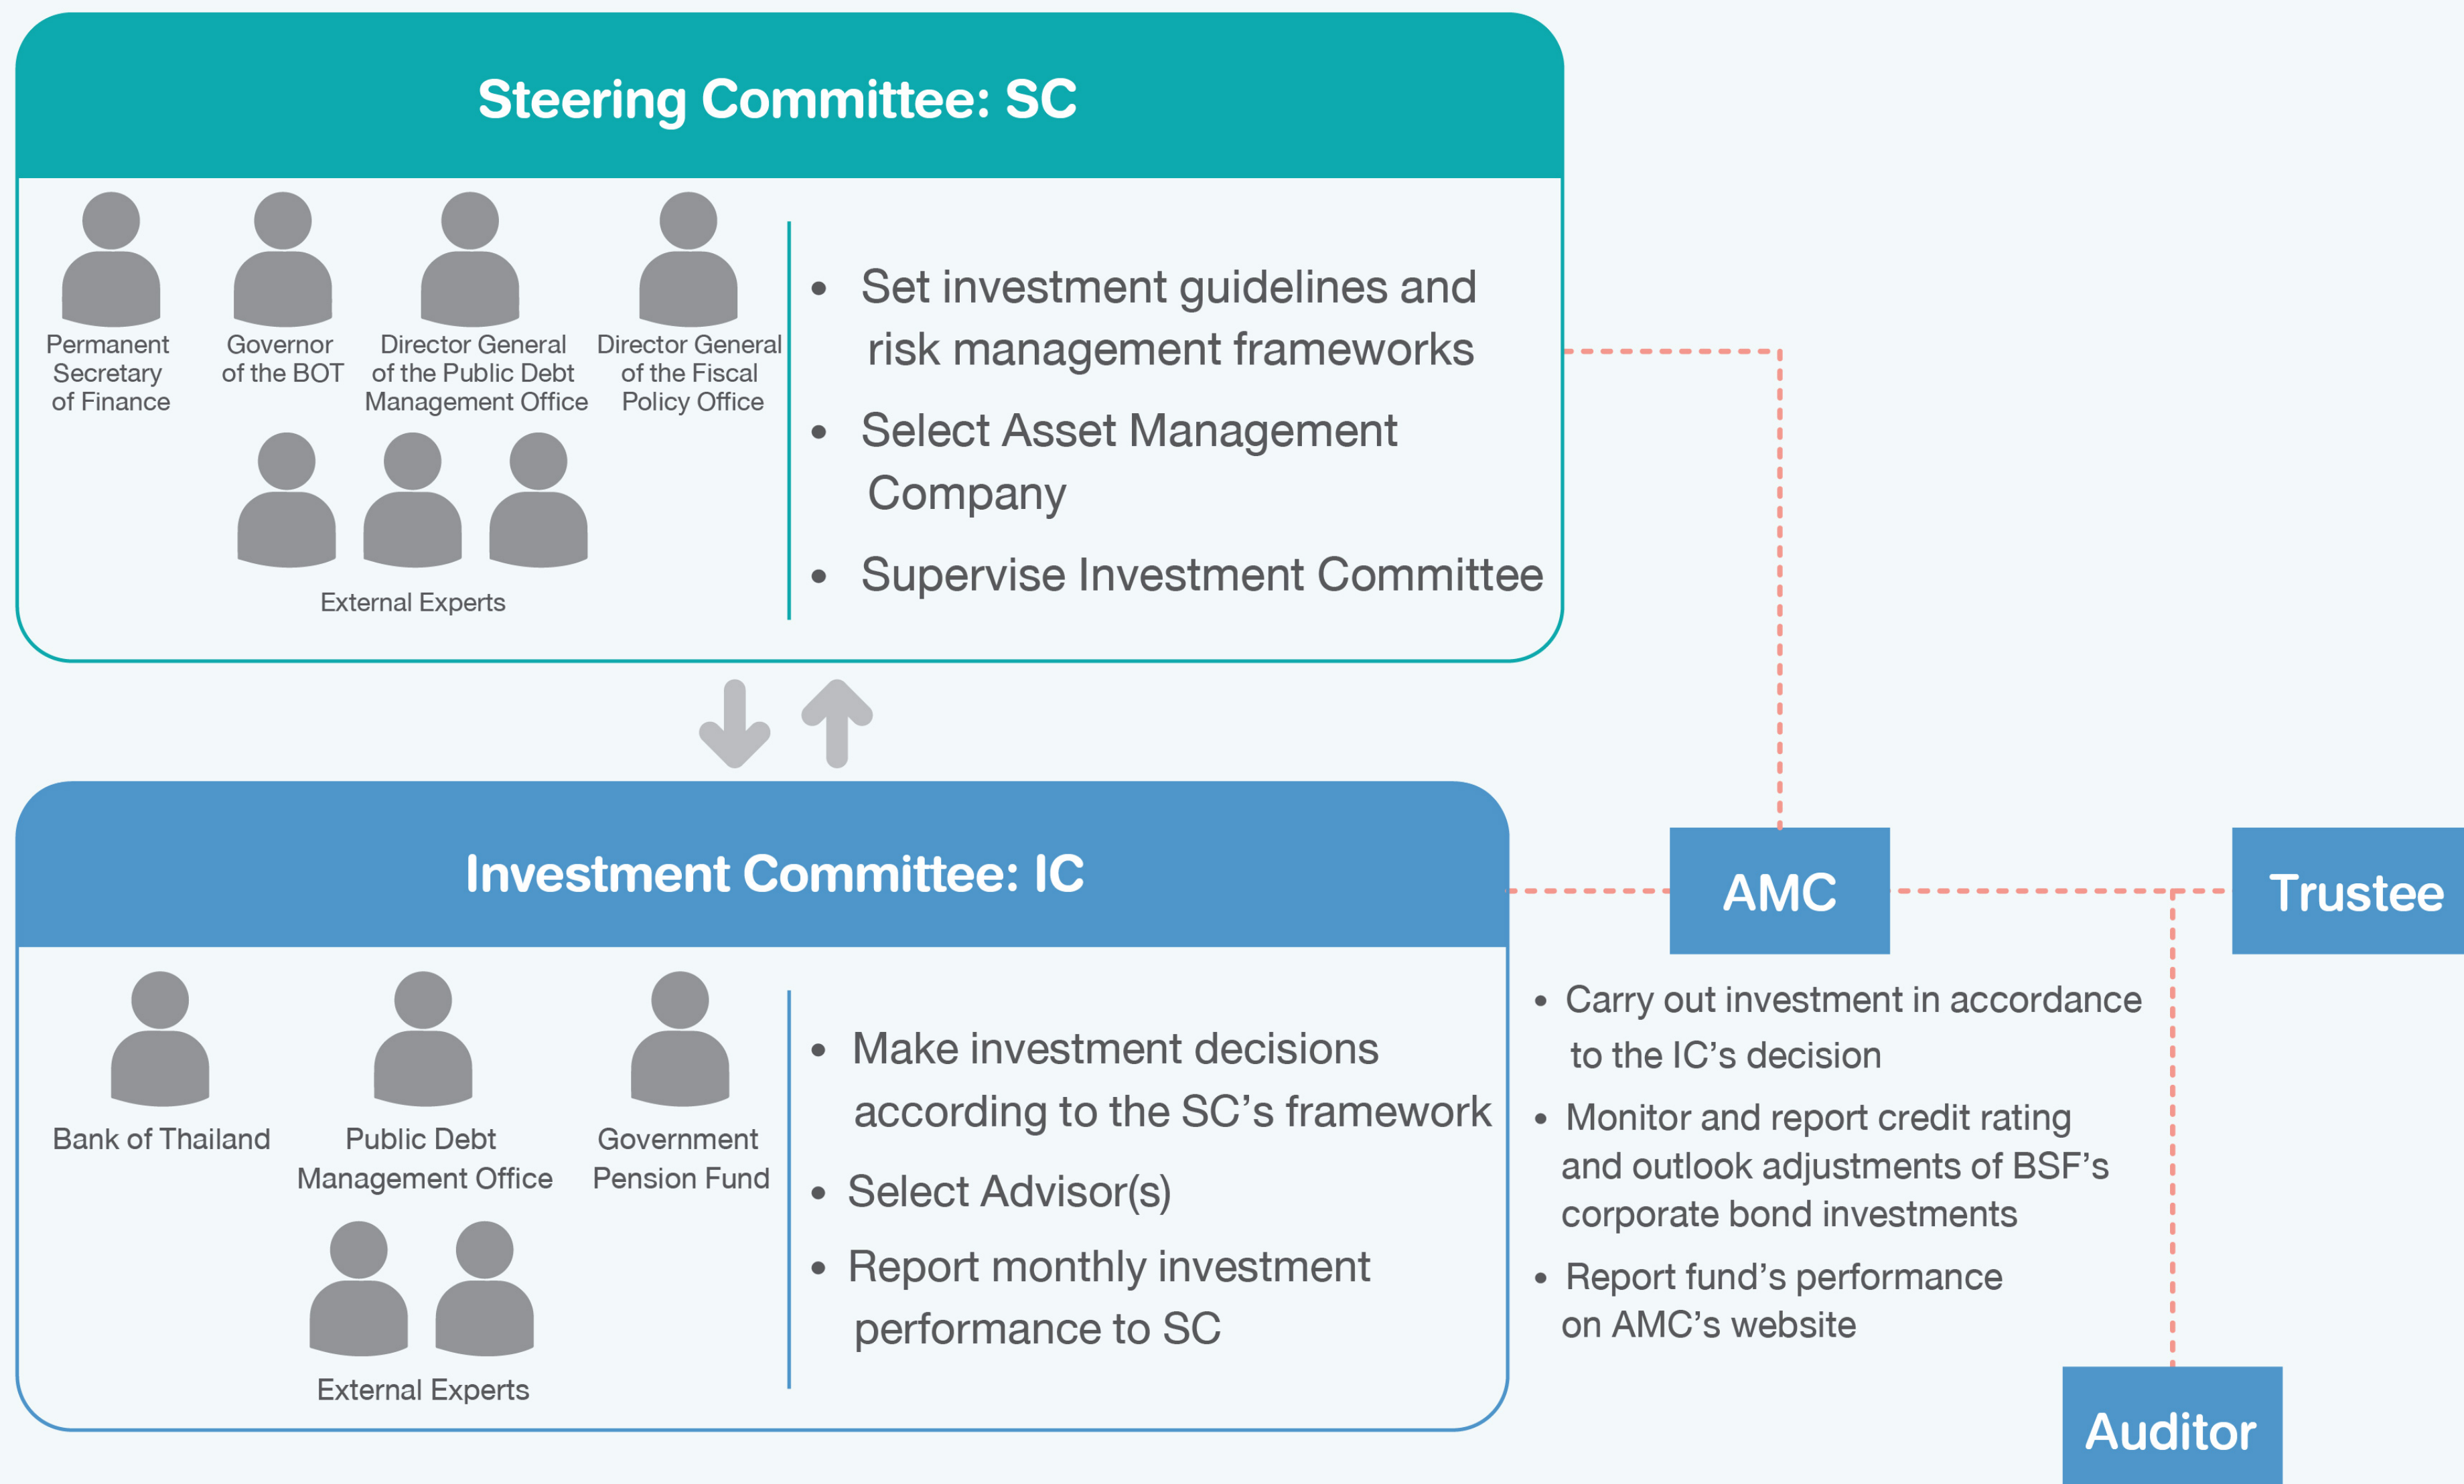 Steering Committee: SC
Permanent
Secretary
of Finance
Governor
of the BOT
Director General
of the Public Debt
Management Office
Director General
of the Fiscal
Policy Office
External Experts
• Set investment guidelines and
risk management frameworks
• Select Asset Management
Company
• Supervise Investment Committee
Investment Committee: IC
Bank of Thailand
Public Debt
Management Office
Government
Pension Fund
External Experts
• Make investment decisions
according to the SC's framework
• Select Advisor(s)
• Report monthly investment
performance to SC
AMC
• Carry out investment in accordance
to the IC's decision
• Monitor and report credit rating
and outlook adjustments of BSF's
corporate bond investments
• Report fund's performance
on AMC's website
Trustee
Auditor